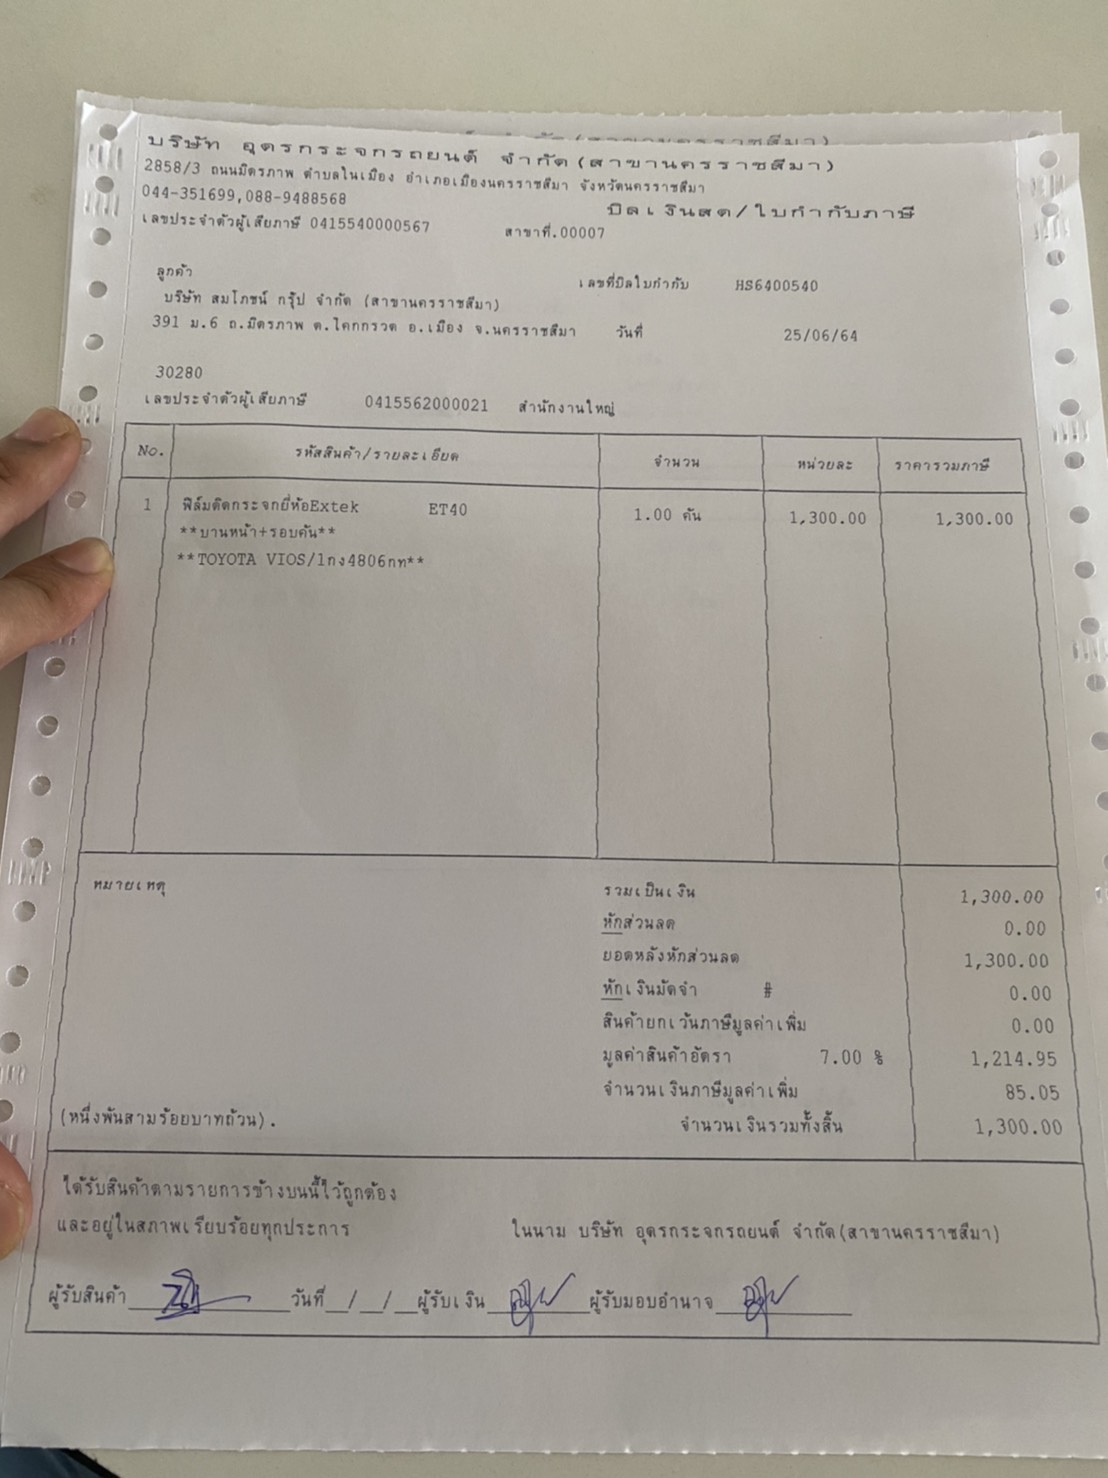 บริษัท อุดรกระจกรถยนต์ จำกัด(สาขานครราชสีมา)
2858/3 ถนนมิตรภาพ ตำบลในเมือง อำเภอเมืองนครราชสีมา จังหวัดนครราชสีมา
044-351699,088-9488568
บิลเงินสด/ใบกำกับภาษี
เลขประจำตัวผู้เสียภาษี 0415540000567 สาขาที่.00007
ลูกค้า เลขที่บิลใบกำกับ HS6400540
บริษัท สมโภชน์ กรุ๊ป จำกัด (สาขานครราชสีมา)
391 ม.6 ถ.มิตรภาพ ต.โคกกรวด อ.เมือง จ.นครราชสีมา วันที่ 25/06/64
30280
เลขประจำตัวผู้เสียภาษี 0415562000021 สำนักงานใหญ่
No. รหัสสินค้า/รายละเอียด จำนวน หน่วยละ ราคารวมภาษี
1 ฟิล์มติดกระจกยี่ห้อExtek ET40 1.00 คัน 1,300.00 1,300.00
**บานหน้า+รอบคัน**
**TOYOTA VIOS/1กง4806กท**
หมายเหตุ รวมเป็นเงิน 1,300.00
หักส่วนลด 0.00
ยอดหลังหักส่วนลด 1,300.00
หักเงินมัดจำ # 0.00
สินค้ายกเว้นภาษีมูลค่าเพิ่ม 0.00
มูลค่าสินค้าอัตรา 7.00 % 1,214.95
จำนวนเงินภาษีมูลค่าเพิ่ม 85.05
(หนึ่งพันสามร้อยบาทถ้วน). จำนวนเงินรวมทั้งสิ้น 1,300.00
ได้รับสินค้าตามรายการข้างบนนี้ไว้ถูกต้อง
และอยู่ในสภาพเรียบร้อยทุกประการ ในนาม บริษัท อุดรกระจกรถยนต์ จำกัด(สาขานครราชสีมา)
ผู้รับสินค้า วันที่ __/__/__ ผู้รับเงิน ผู้รับมอบอำนาจ